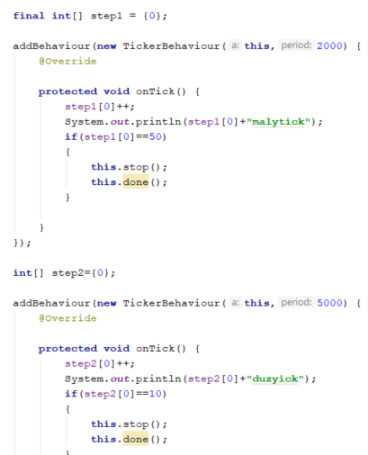 final int[] step1 = {0};
addBehaviour(new TickerBehaviour( a: this, period: 2000) {
@Override
protected void onTick() {
step1[0]++;
System.out.println(step1[0]+"malytick");
if(step1[0]==50)
{
this.stop();
this.done();
}
}
});
int[] step2={0};
addBehaviour(new TickerBehaviour( a: this, period: 5000) {
@Override
protected void onTick() {
step2[0]++;
System.out.println(step2[0]+"duzyick");
if(step2[0]==10)
{
this.stop();
this.done();
}